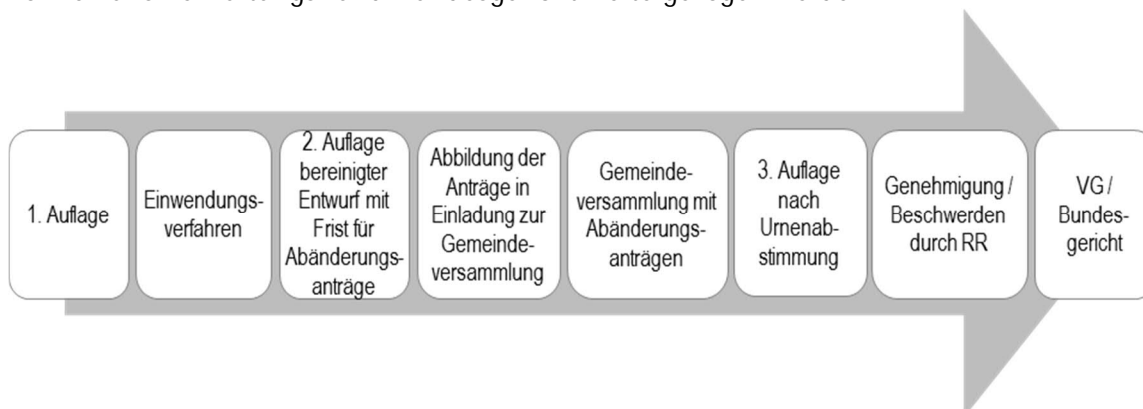 1. Auflage
Einwendungs-
verfahren
2. Auflage
bereinigter
Entwurf mit
Frist für
Abänderungs-
anträge
Abbildung der
Anträge in
Einladung zur
Gemeinde-
versammlung
Gemeinde-
versammlung mit
Abänderungs-
anträgen
3. Auflage
nach
Urnenab-
stimmung
Genehmigung /
Beschwerden
durch RR
VG /
Bundes-
gericht